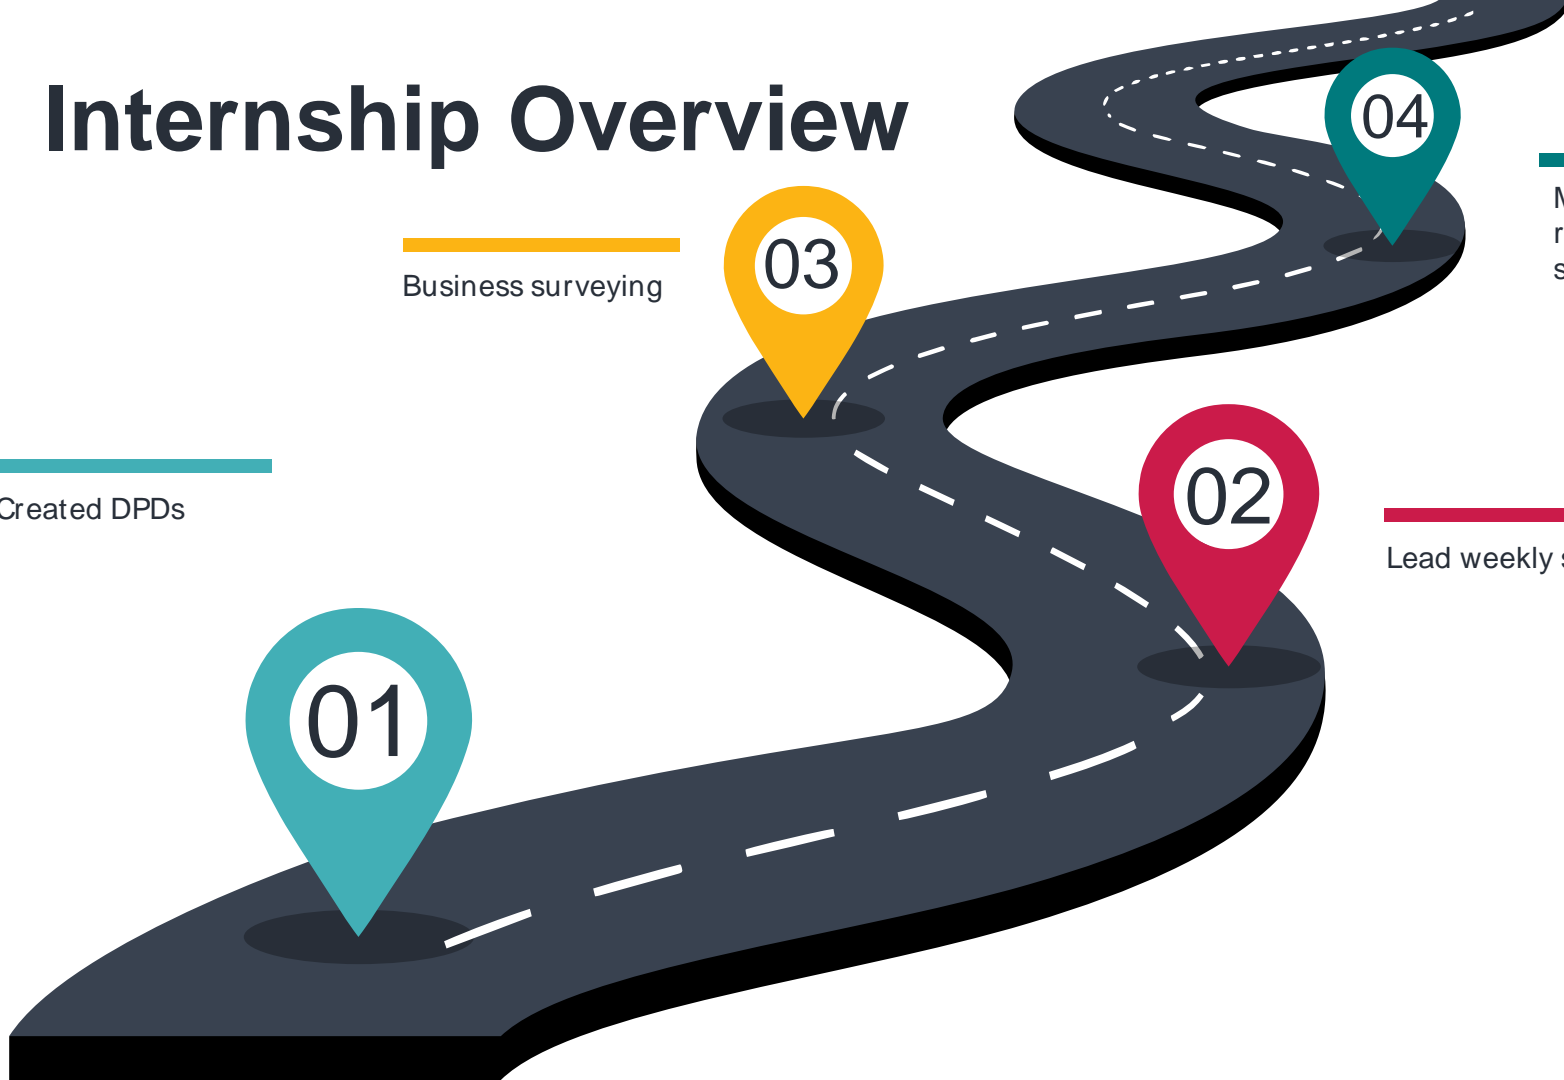 Internship Overview
04
03
Business surveying
02
Created DPDs
Lead weekly
01